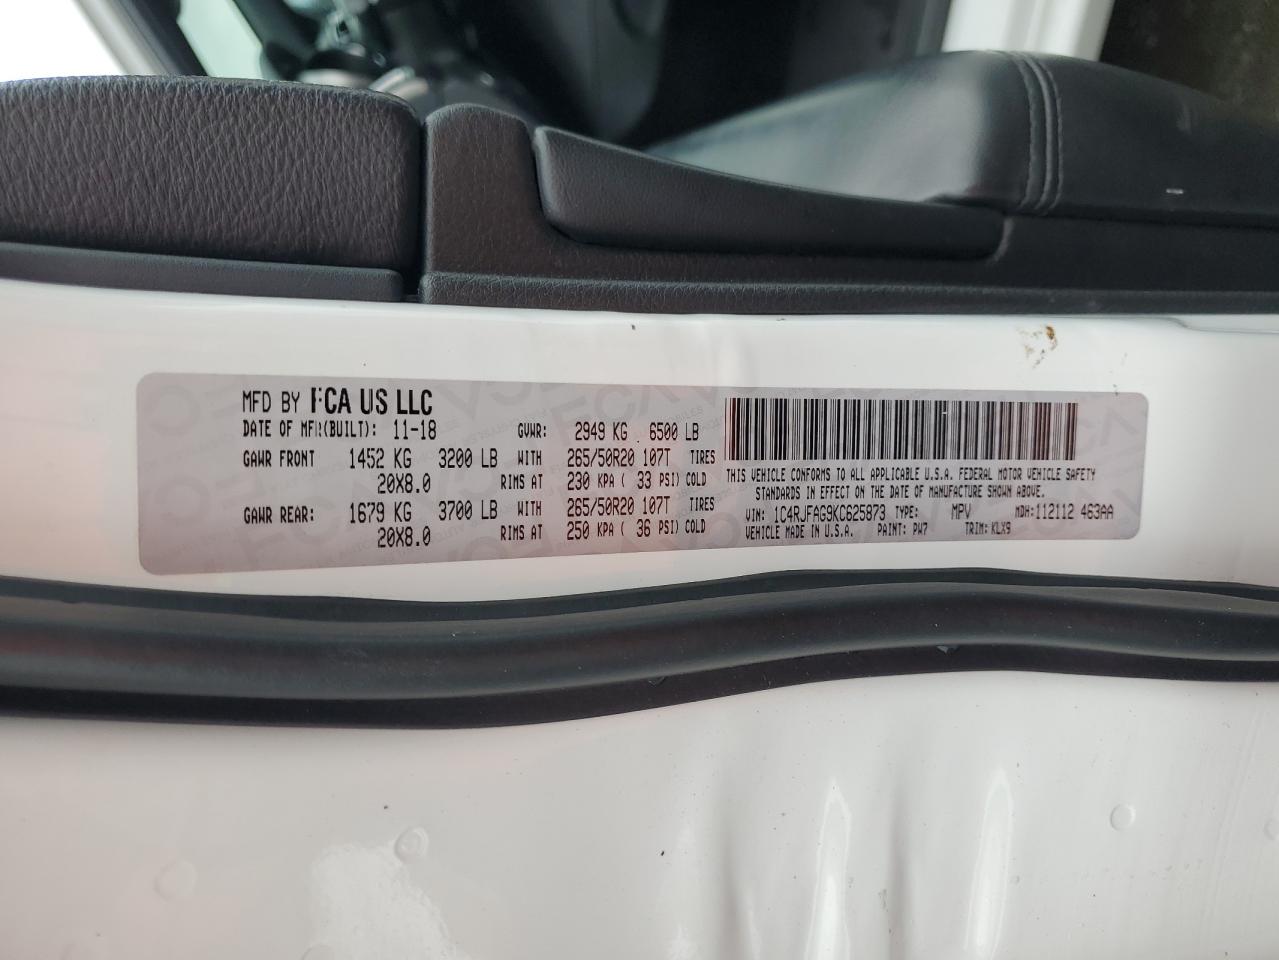 MFD BY FCA US LLC
DATE OF MFR(BUILT): 11-18 GVWR: 2949 KG 6500 LB
GAWR FRONT 1452 KG 3200 LB WITH 265/50R20 107T TIRES
20X8.0 RIMS AT 230 KPA ( 33 PSI) COLD
GAWR REAR: 1679 KG 3700 LB WITH 265/50R20 107T TIRES
20X8.0 RIMS AT 250 KPA ( 36 PSI) COLD
THIS VEHICLE CONFORMS TO ALL APPLICABLE U.S.A. FEDERAL MOTOR VEHICLE SAFETY
STANDARDS IN EFFECT ON THE DATE OF MANUFACTURE SHOWN ABOVE.
VIN: 1C4RJFAG9KC625873 TYPE: MPV MDH:112112 463AA
VEHICLE MADE IN U.S.A. PAINT: PW7 TRIM: KLX9